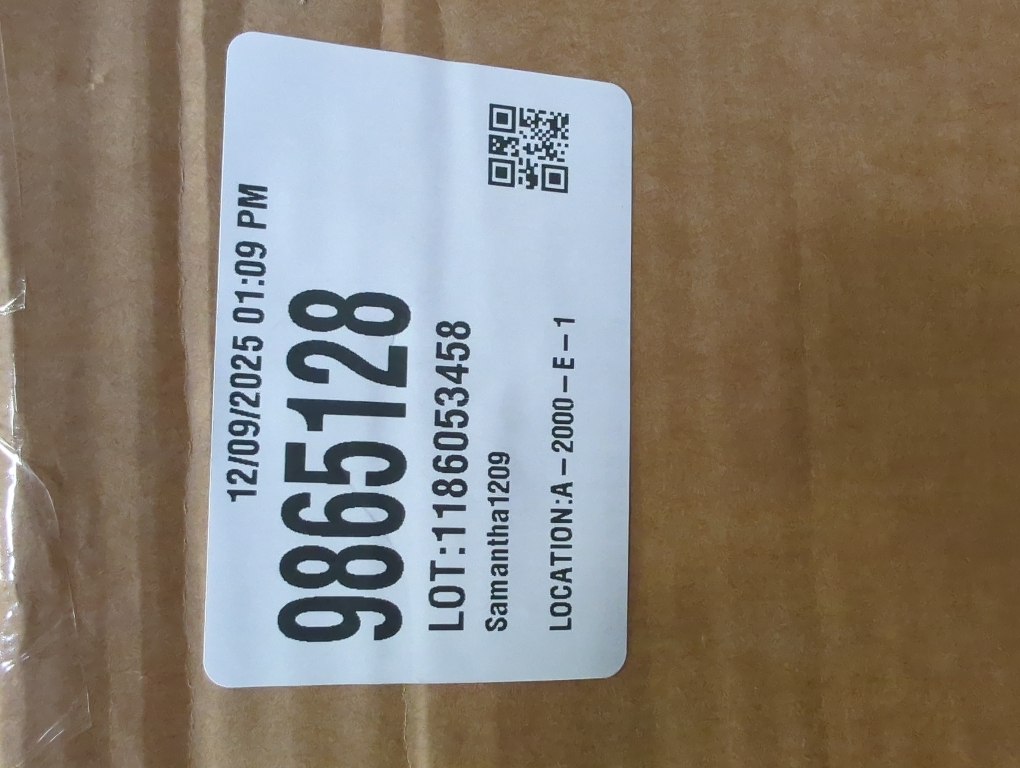 12/09/2025 01:09 PM
9865128
LOT:1186053458
Samantha1209
LOCATION:A-2000-E-1